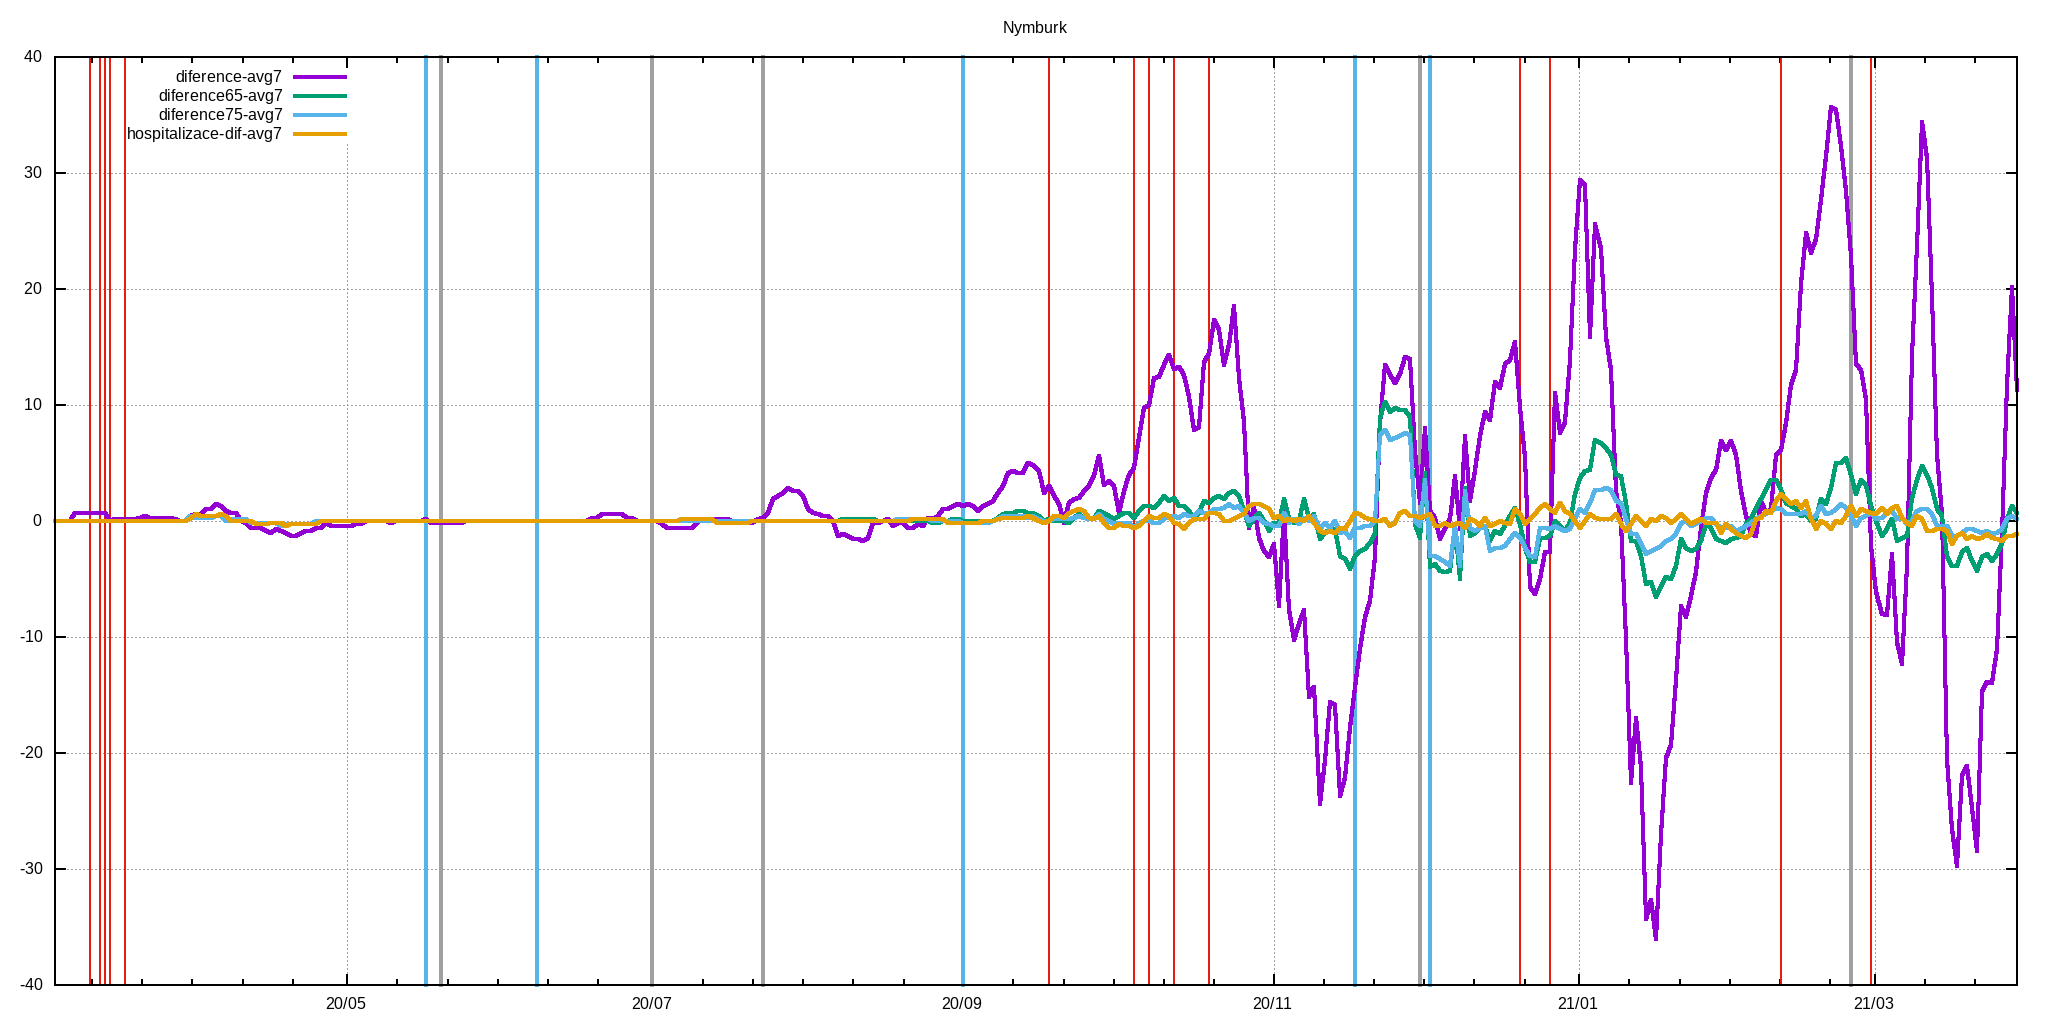 Nymburk
diference-avg7
diference65-avg7
diference75-avg7
hospitalizace-dif-avg7
40
30
20
10
0
-10
-20
-30
-40
20/05 20/07 20/09 20/11 21/01 21/03